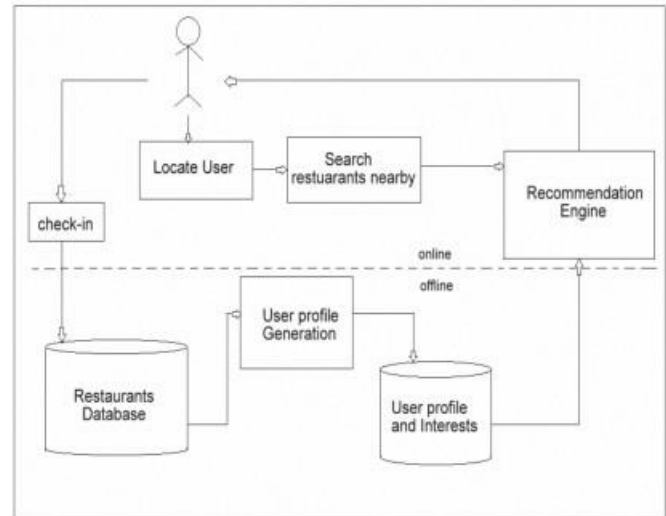 Locate User
Search
restuarants nearby
Recommendation
Engine
check-in
online
offline
User profile
Generation
Restaurants
Database
User profile
and Interests